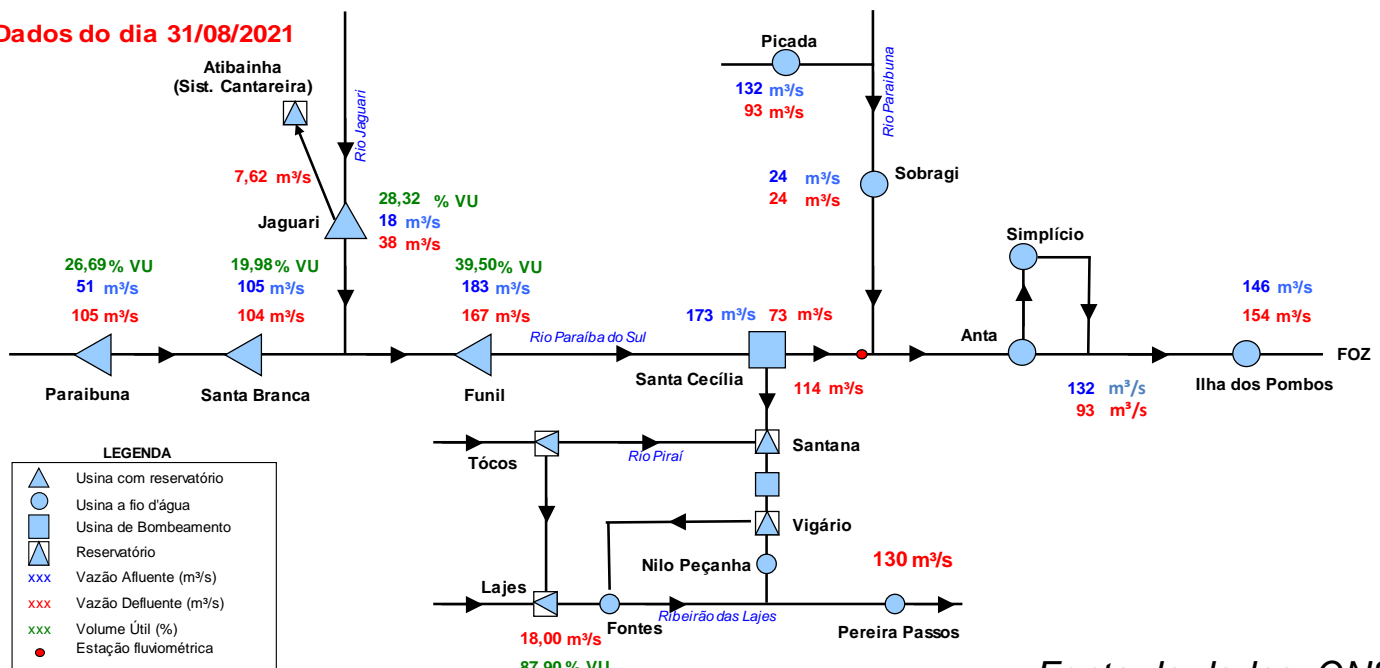 Dados do dia 31/08/2021
Atibainha
(Sist. Cantareira)
Rio Jaguari
7,62 m³/s
Jaguari
28,32 % VU
18 m³/s
38 m³/s
Picada
132 m³/s
93 m³/s
Rio Paraibuna
24 m³/s
24 m³/s
Sobragi
26,69% VU
51 m³/s
105 m³/s
Paraibuna
19,98% VU
105 m³/s
104 m³/s
Santa Branca
39,50% VU
183 m³/s
167 m³/s
Funil
Rio Paraíba do Sul
173 m³/s 73 m³/s
Santa Cecília
114 m³/s
Simplício
Anta
132 m³/s
93 m³/s
146 m³/s
154 m³/s
Ilha dos Pombos
FOZ
Tócos
Rio Piraí
Santana
Vigário
Nilo Peçanha
130 m³/s
Lajes
18,00 m³/s
87,90 % VU
Fontes
Ribeirão das Lajes
Pereira Passos
LEGENDA
Usina com reservatório
Usina a fio d'água
Usina de Bombeamento
Reservatório
xxx Vazão Afluente (m³/s)
xxx Vazão Defluente (m³/s)
xxx Volume Útil (%)
Estação fluviométrica